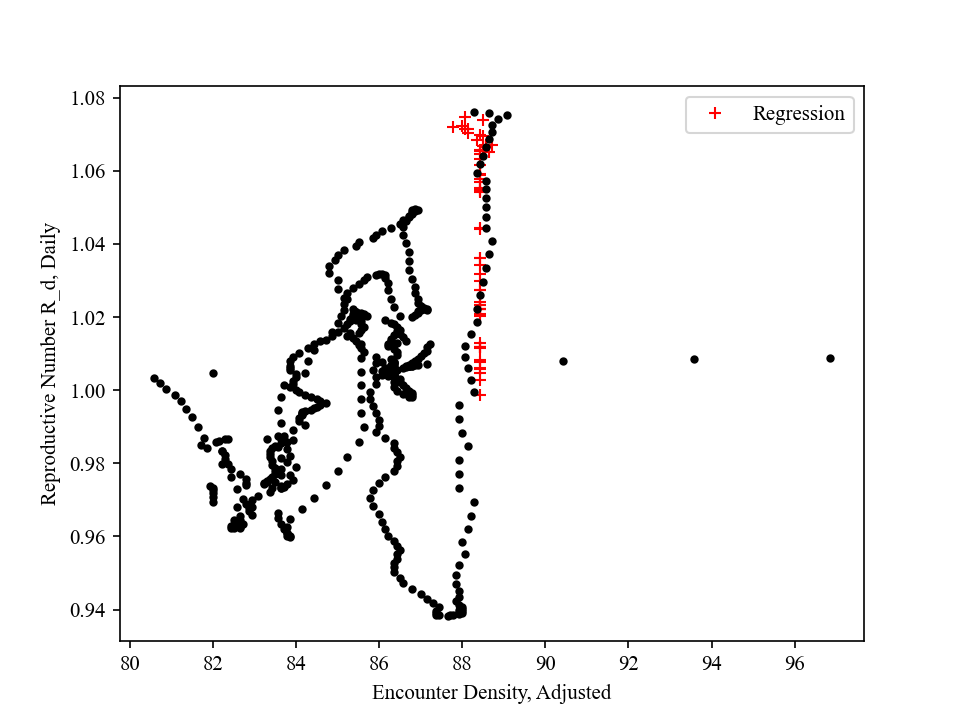 Regression
1.08
1.06
1.04
1.02
1.00
0.98
0.96
0.94
Reproductive Number R_d, Daily
80 82 84 86 88 90 92 94 96
Encounter Density, Adjusted